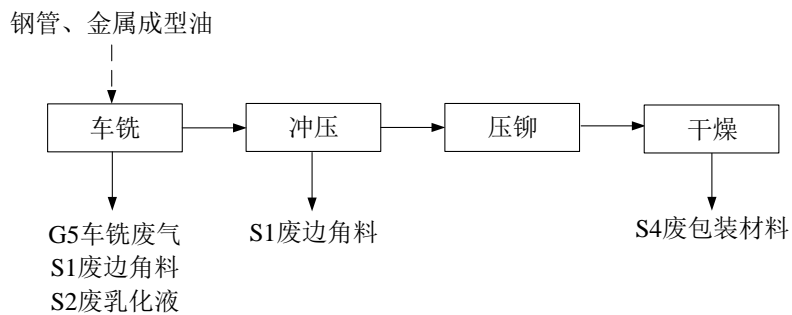 钢管、金属成型油
车铣
冲压
压铆
干燥
G5车铣废气
S1废边角料
S2废乳化液
S1废边角料
S4废包装材料